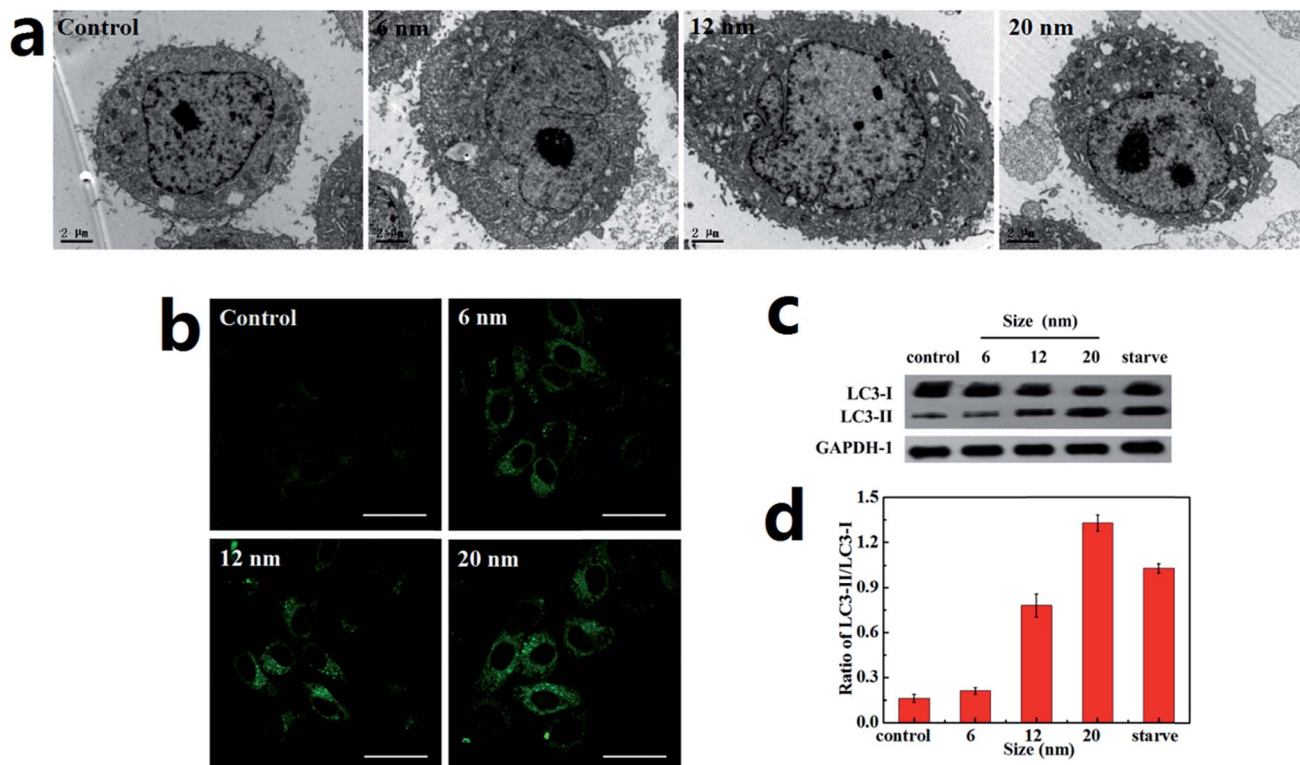 a
Control
6 nm
12 nm
20 nm
2 μm
2 μm
2 μm
2 μm
b
Control
6 nm
12 nm
20 nm
c
Size (nm)
control 6 12 20 starve
LC3-I
LC3-II
GAPDH-1
d
Ratio of LC3-II/LC3-I
1.5
1.2
0.9
0.6
0.3
0.0
control 6 12 20 starve
Size (nm)